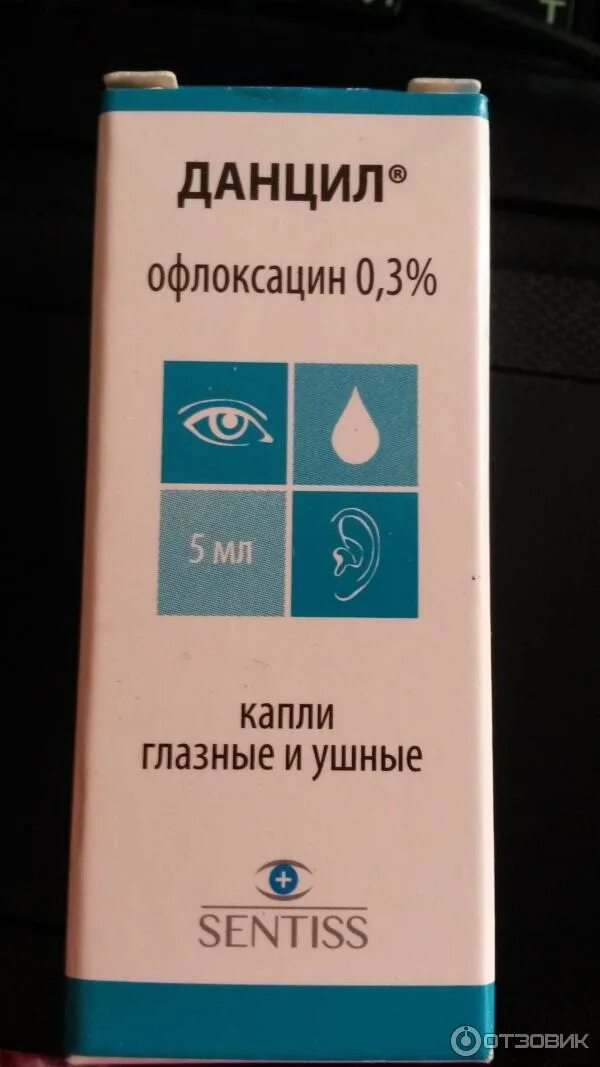 ДАНЦИЛ®
офлоксацин 0,3%
5 мл
капли
глазные и ушные
SENTISS
ОТЗОВИК